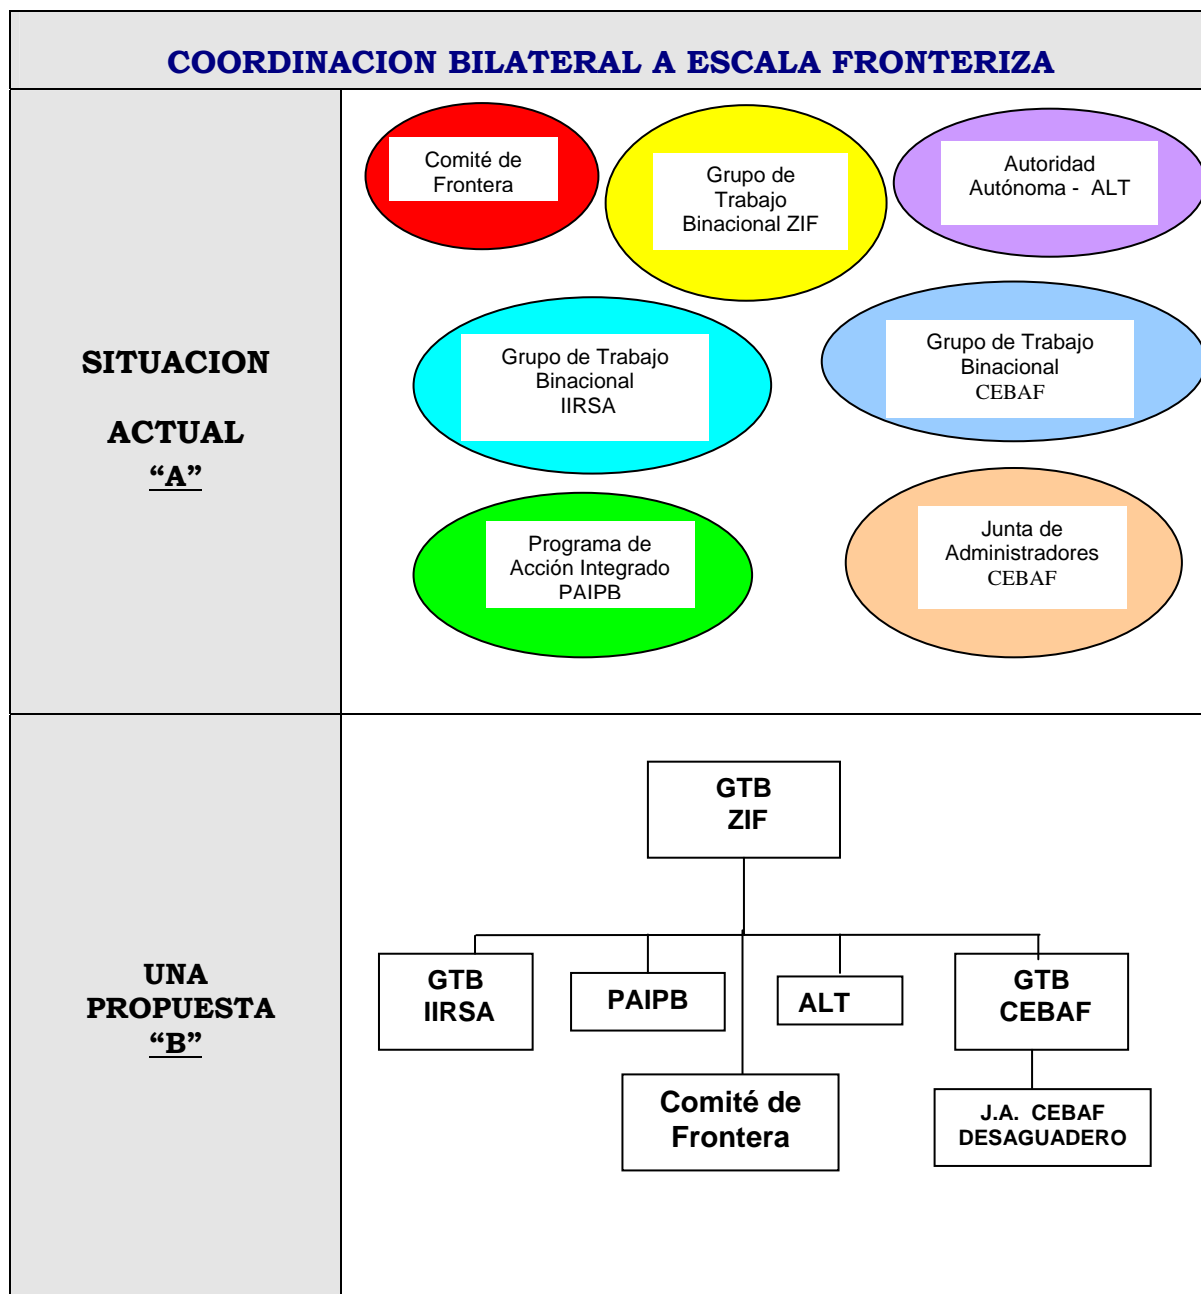 COORDINACION BILATERAL A ESCALA FRONTERIZA
SITUACION
ACTUAL
“A”
Comité de
Frontera
Grupo de
Trabajo
Binacional ZIF
Autoridad
Autónoma - ALT
Grupo de Trabajo
Binacional
IIRSA
Grupo de Trabajo
Binacional
CEBAF
Programa de
Acción Integrado
PAIPB
Junta de
Administradores
CEBAF
UNA
PROPUESTA
“B”
GTB
ZIF
GTB
IIRSA
PAIPB
ALT
GTB
CEBAF
Comité de
Frontera
J.A. CEBAF
DESAGUADERO